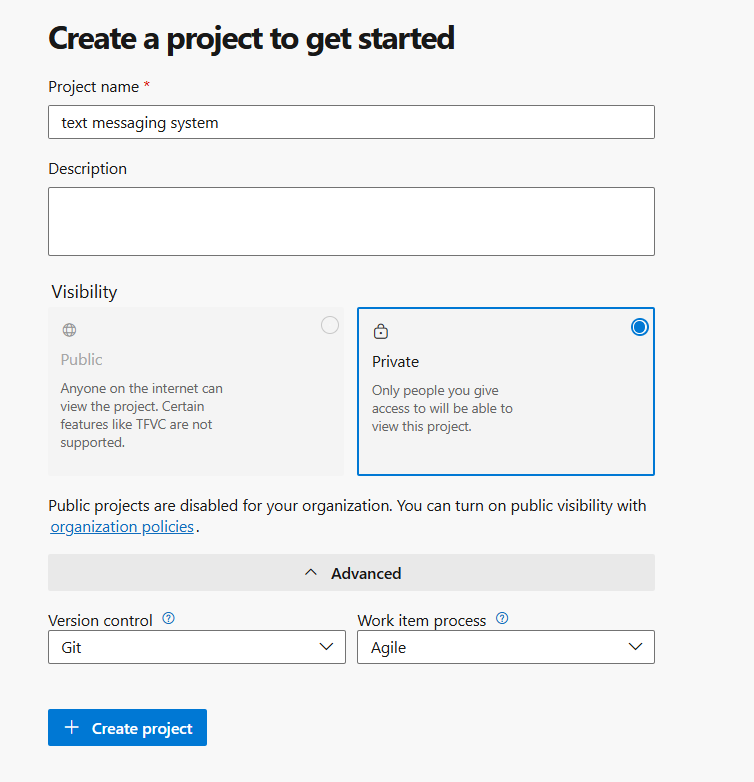 Create a project to get started
Project name *
text messaging system
Description
Visibility
Public
Anyone on the internet can
view the project. Certain
features like TFVC are not
supported.
Private
Only people you give
access to will be able to
view this project.
Public projects are disabled for your organization. You can turn on public visibility with
organization policies.
Advanced
Version control ?
Git
Work item process ?
Agile
+ Create project